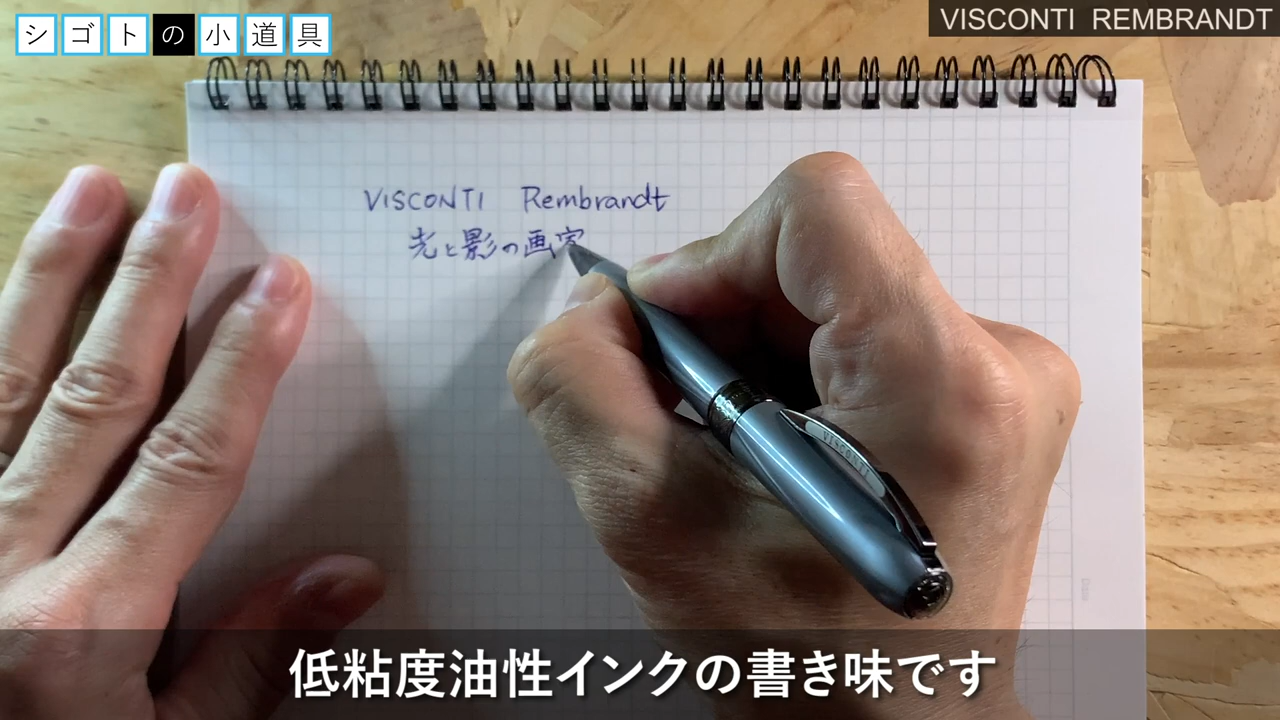 シゴトの小道具
VISCONTI REMBRANDT
VISCONTI Rembrandt
光と影の画家
VISCONTI
低粘度油性インクの書き味です